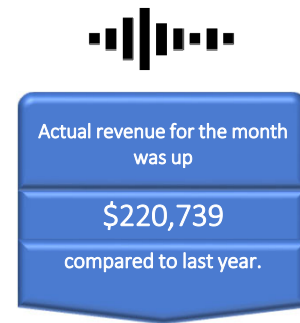 Actual revenue for the month
was up
$220,739
compared to last year.